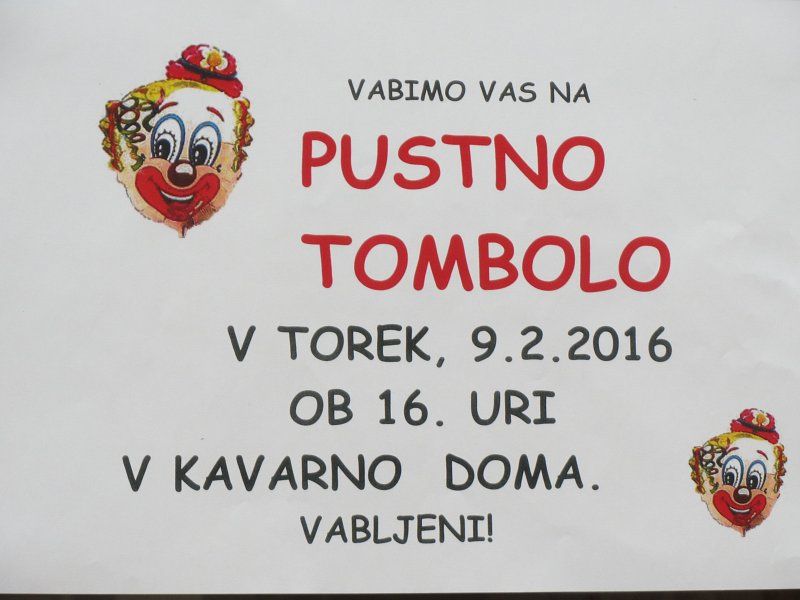 VABIMO VAS NA
PUSTNO
TOMBOLO
V TOREK, 9.2.2016
OB 16. URI
V KAVARNO DOMA.
VABLJENI!